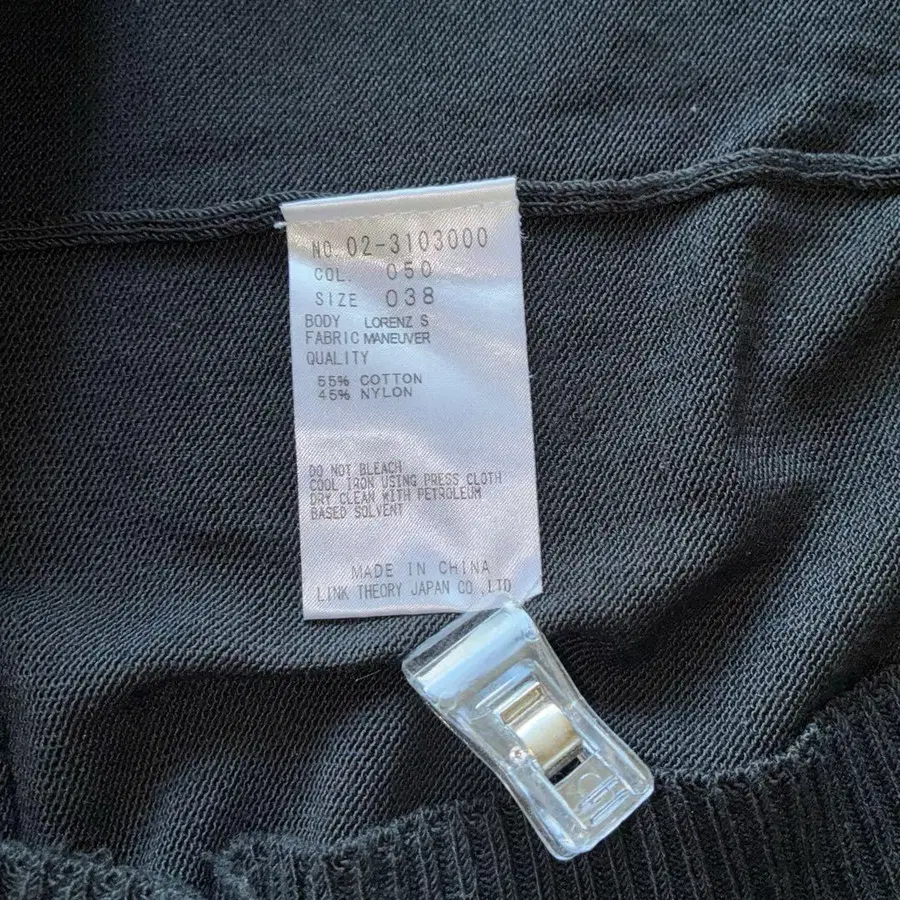 NO. 02-3103000
COL. 050
SIZE 038
BODY LORENZ S
FABRIC MANEUVER
QUALITY
55% COTTON
45% NYLON
DO NOT BLEACH
COOL IRON USING PRESS CLOTH
DRY CLEAN WITH PETROLEUM
BASED SOLVENT
MADE IN CHINA
LINK THEORY JAPAN CO.,LTD